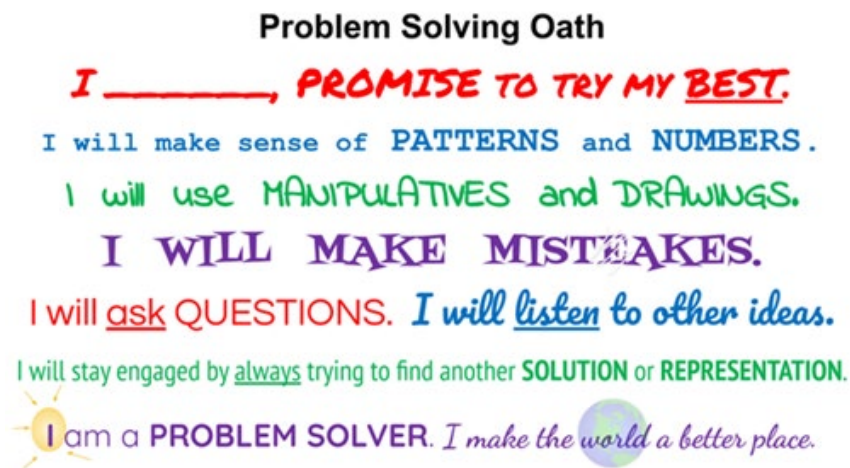 Problem Solving Oath
I ______, PROMISE TO TRY MY BEST.
I will make sense of PATTERNS and NUMBERS.
I will use MANIPULATIVES and DRAWINGS.
I WILL MAKE MISTEAKES.
I will ask QUESTIONS. I will listen to other ideas.
I will stay engaged by always trying to find another SOLUTION or REPRESENTATION.
I am a PROBLEM SOLVER. I make the world a better place.